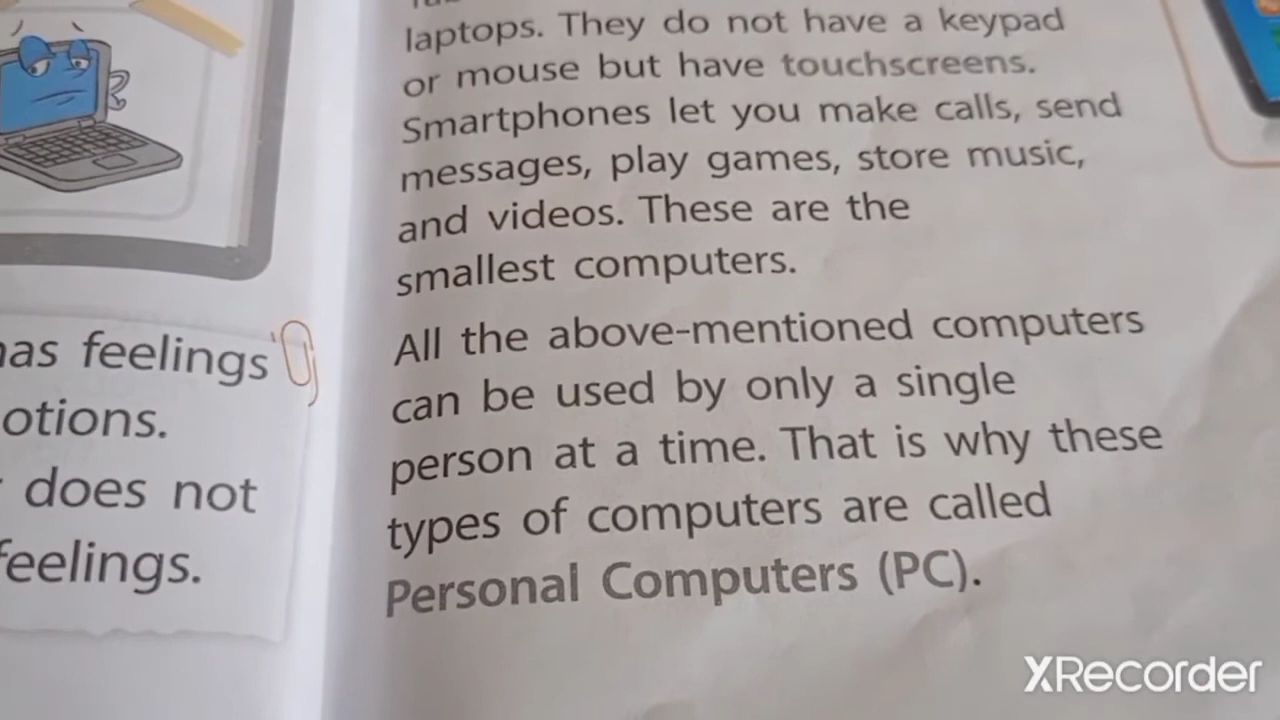 has feelings
otions.
does not
feelings.
laptops. They do not have a keypad
or mouse but have touchscreens.
Smartphones let you make calls, send
messages, play games, store music,
and videos. These are the
smallest computers.
All the above-mentioned computers
can be used by only a single
person at a time. That is why these
types of computers are called
Personal Computers (PC).
XRecorder